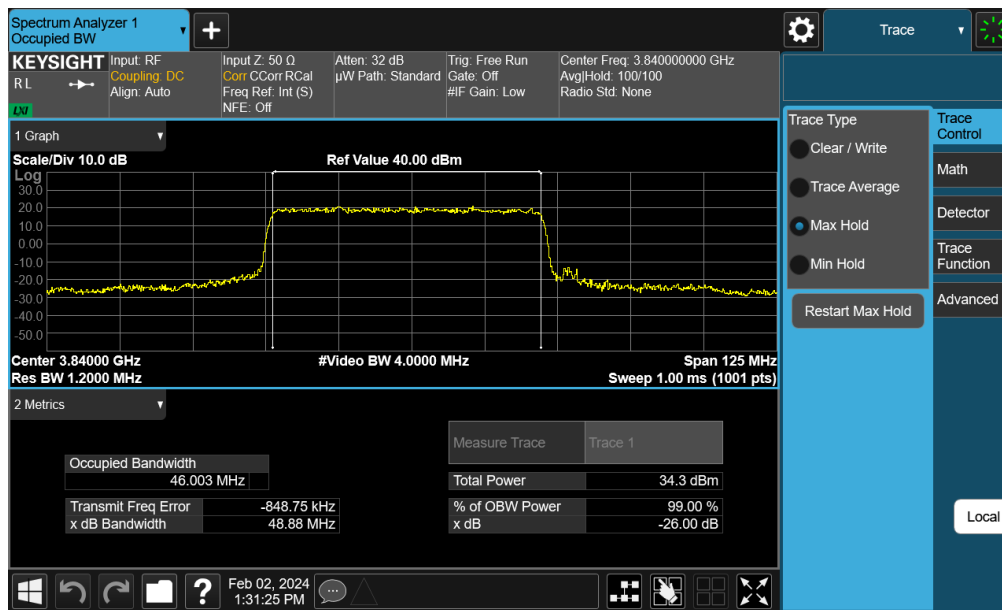 Spectrum Analyzer 1
Occupied BW
+
Trace
KEYSIGHT
R L
LXI
Input: RF
Coupling: DC
Align: Auto
Input Z: 50 Ω
Corr CCorr RCal
Freq Ref: Int (S)
NFE: Off
Atten: 32 dB
µW Path: Standard
Trig: Free Run
Gate: Off
#IF Gain: Low
Center Freq: 3.840000000 GHz
Avg|Hold: 100/100
Radio Std: None
1 Graph
Scale/Div 10.0 dB
Ref Value 40.00 dBm
Log
30.0
20.0
10.0
0.00
-10.0
-20.0
-30.0
-40.0
-50.0
Center 3.84000 GHz
#Video BW 4.0000 MHz
Span 125 MHz
Res BW 1.2000 MHz
Sweep 1.00 ms (1001 pts)
2 Metrics
Measure Trace Trace 1
Occupied Bandwidth
46.003 MHz
Total Power 34.3 dBm
Transmit Freq Error -848.75 kHz
% of OBW Power 99.00 %
x dB Bandwidth 48.88 MHz
x dB -26.00 dB
Trace Type
Clear / Write
Trace Average
Max Hold
Min Hold
Restart Max Hold
Trace
Control
Math
Detector
Trace
Function
Advanced
Local
?
Feb 02, 2024
1:31:25 PM